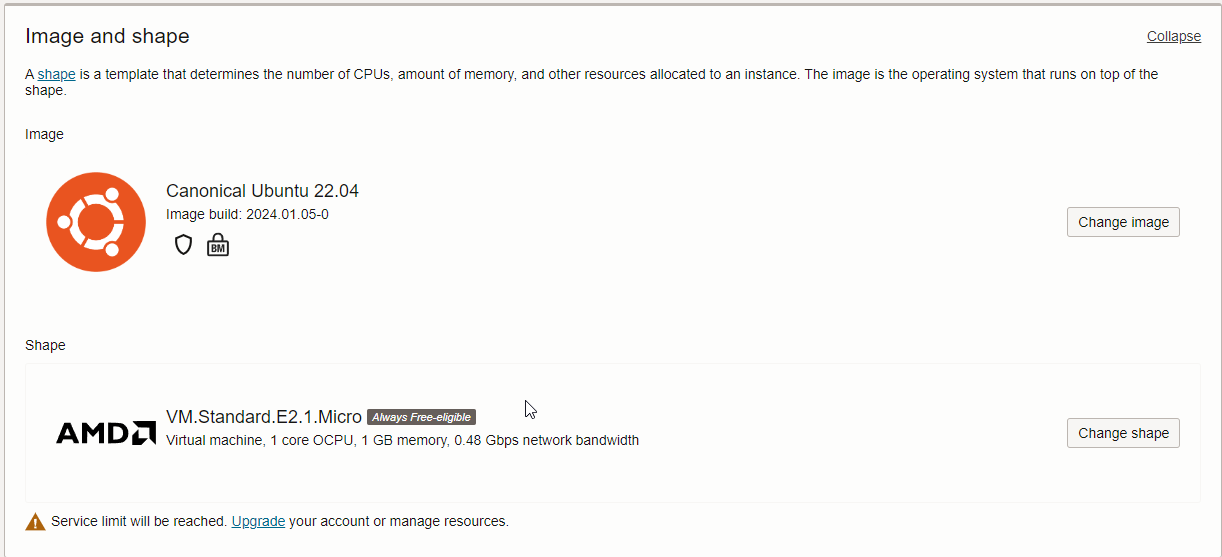 Image and shape
Collapse
A shape is a template that determines the number of CPUs, amount of memory, and other resources allocated to an instance. The image is the operating system that runs on top of the
shape.
Image
Canonical Ubuntu 22.04
Image build: 2024.01.05-0
BM
Change image
Shape
AMD
VM.Standard.E2.1.Micro Always Free-eligible
Virtual machine, 1 core OCPU, 1 GB memory, 0.48 Gbps network bandwidth
Change shape
Service limit will be reached. Upgrade your account or manage resources.